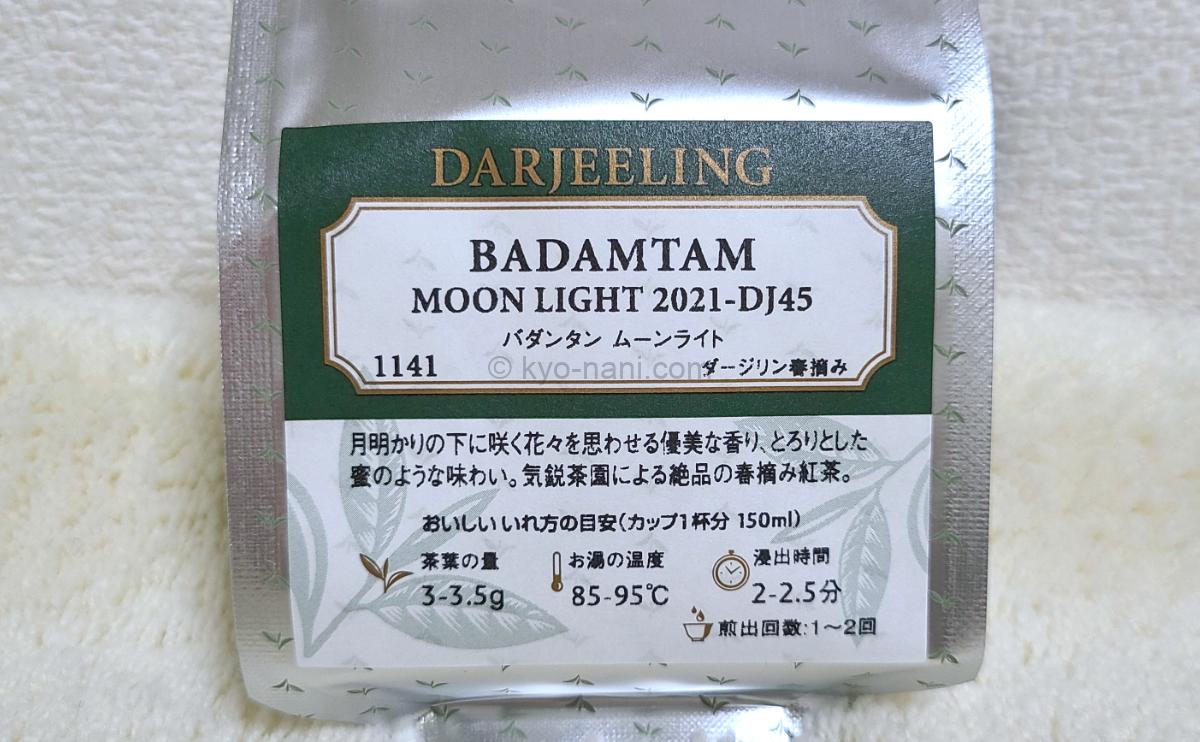 DARJEELING
BADAMTAM
MOON LIGHT 2021-DJ45
バダンタン ムーンライト
1141 © kyo-nani.com ダージリン春摘み
月明かりの下に咲く花々を思わせる優美な香り、とろりとした
蜜のような味わい。気鋭茶園による絶品の春摘み紅茶。
おいしいいれ方の目安(カップ1杯分 150ml)
茶葉の量 お湯の温度 浸出時間
3-3.5g 85-95℃ 2-2.5分
煎出回数:1〜2回